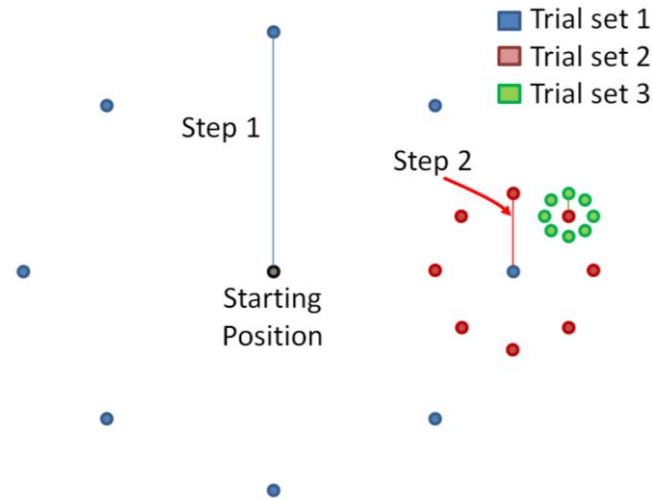 Trial set 1
Trial set 2
Trial set 3
Step 1
Step 2
Starting
Position